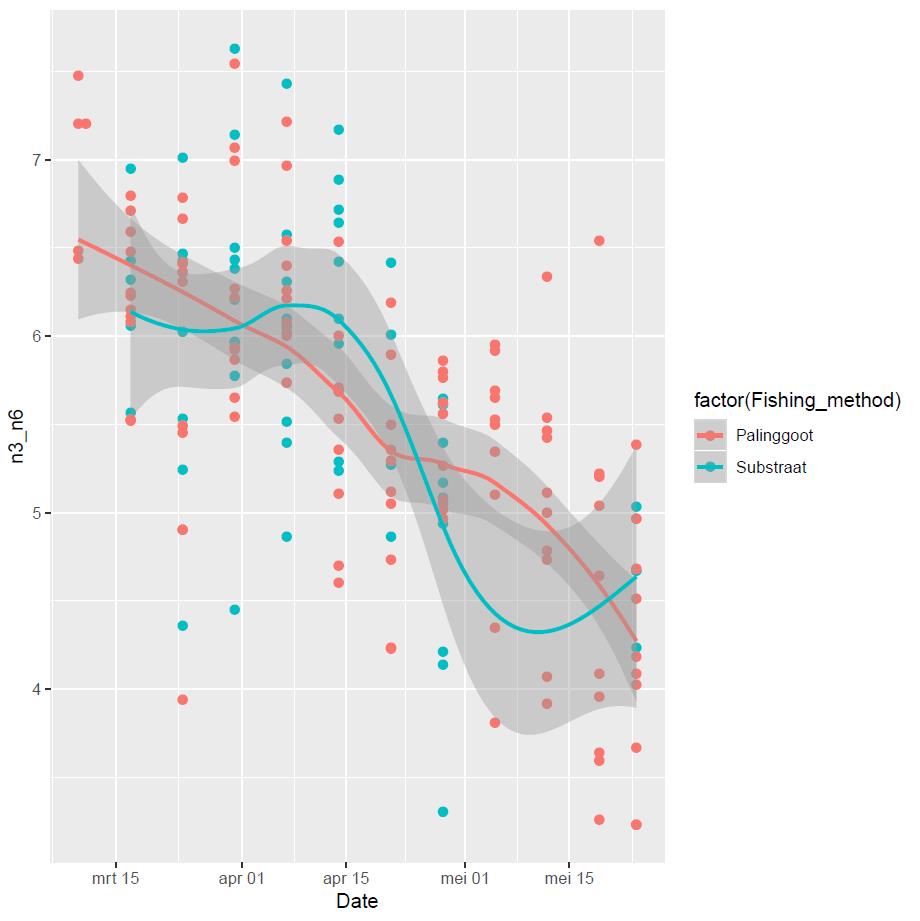 7
6
5
4
n3_n6
mrt 15
apr 01
apr 15
mei 01
mei 15
Date
factor(Fishing_method)
Palinggoot
Substraat